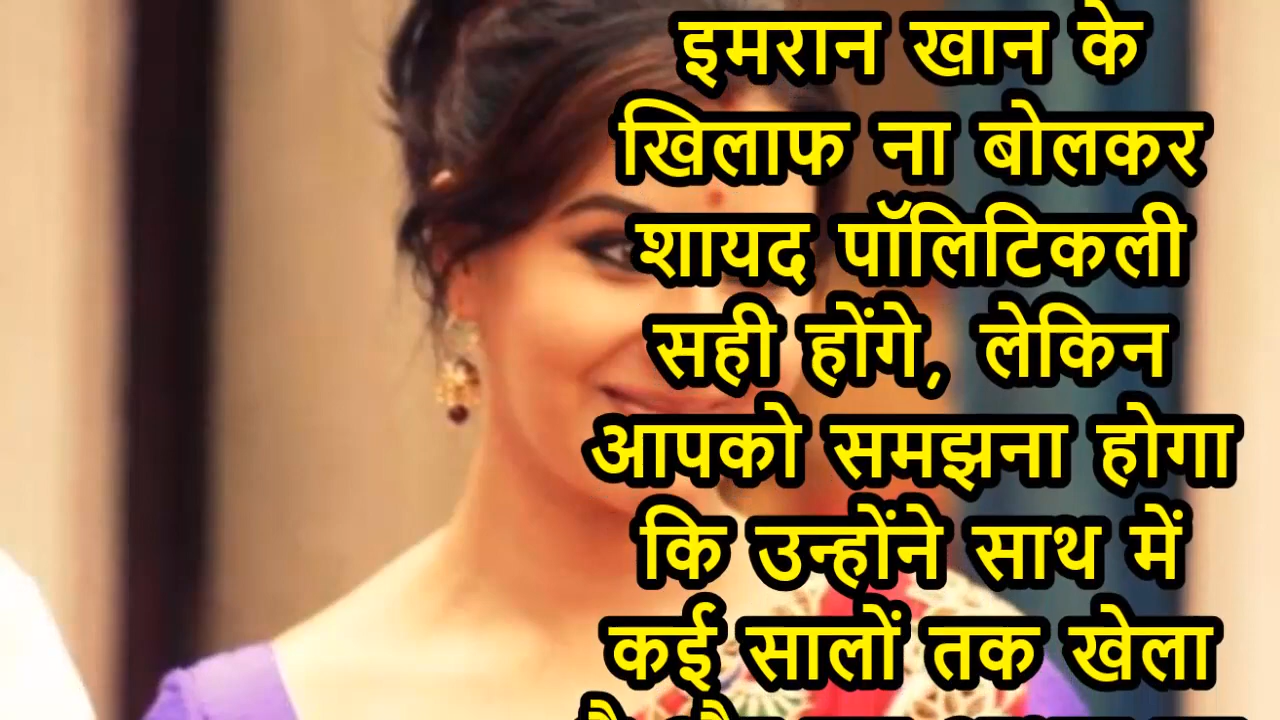 इमरान खान के
खिलाफ ना बोलकर
शायद पॉलिटिकली
सही होंगे, लेकिन
आपको समझना होगा
कि उन्होंने साथ में
कई सालों तक खेला